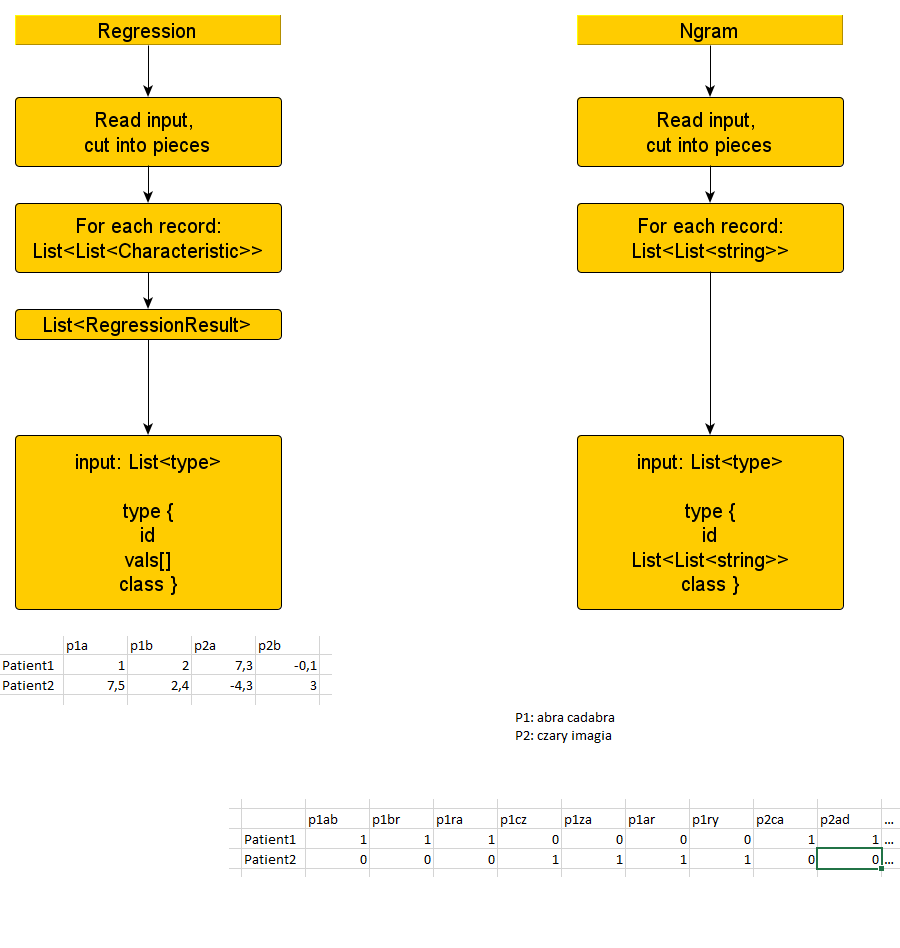 Regression
Read input,
cut into pieces
For each record:
List<List<Characteristic>>
List<RegressionResult>
input: List<type>
type {
id
vals[]
class }
Ngram
Read input,
cut into pieces
For each record:
List<List<string>>
input: List<type>
type {
id
List<List<string>>
class }
p1a p1b p2a p2b
Patient1 1 2 7,3 -0,1
Patient2 7,5 2,4 -4,3 3
P1: abra cadabra
P2: czary imagia
p1ab p1br p1ra p1cz p1za p1ar p1ry p2ca p2ad ...
Patient1 1 1 1 0 0 0 0 1 1 ...
Patient2 0 0 0 1 1 1 1 0 0 ...